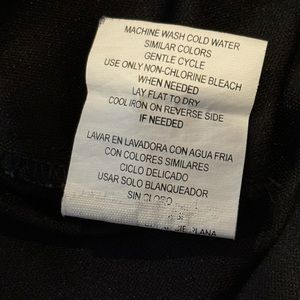 MACHINE WASH COLD WATER
SIMILAR COLORS
GENTLE CYCLE
USE ONLY NON-CHLORINE BLEACH
WHEN NEEDED
LAY FLAT TO DRY
COOL IRON ON REVERSE SIDE
IF NEEDED
LAVAR EN LAVADORA CON AGUA FRIA
CON COLORES SIMILARES
CICLO DELICADO
USAR SOLO BLANQUEADOR
SIN CLORO
PLANA